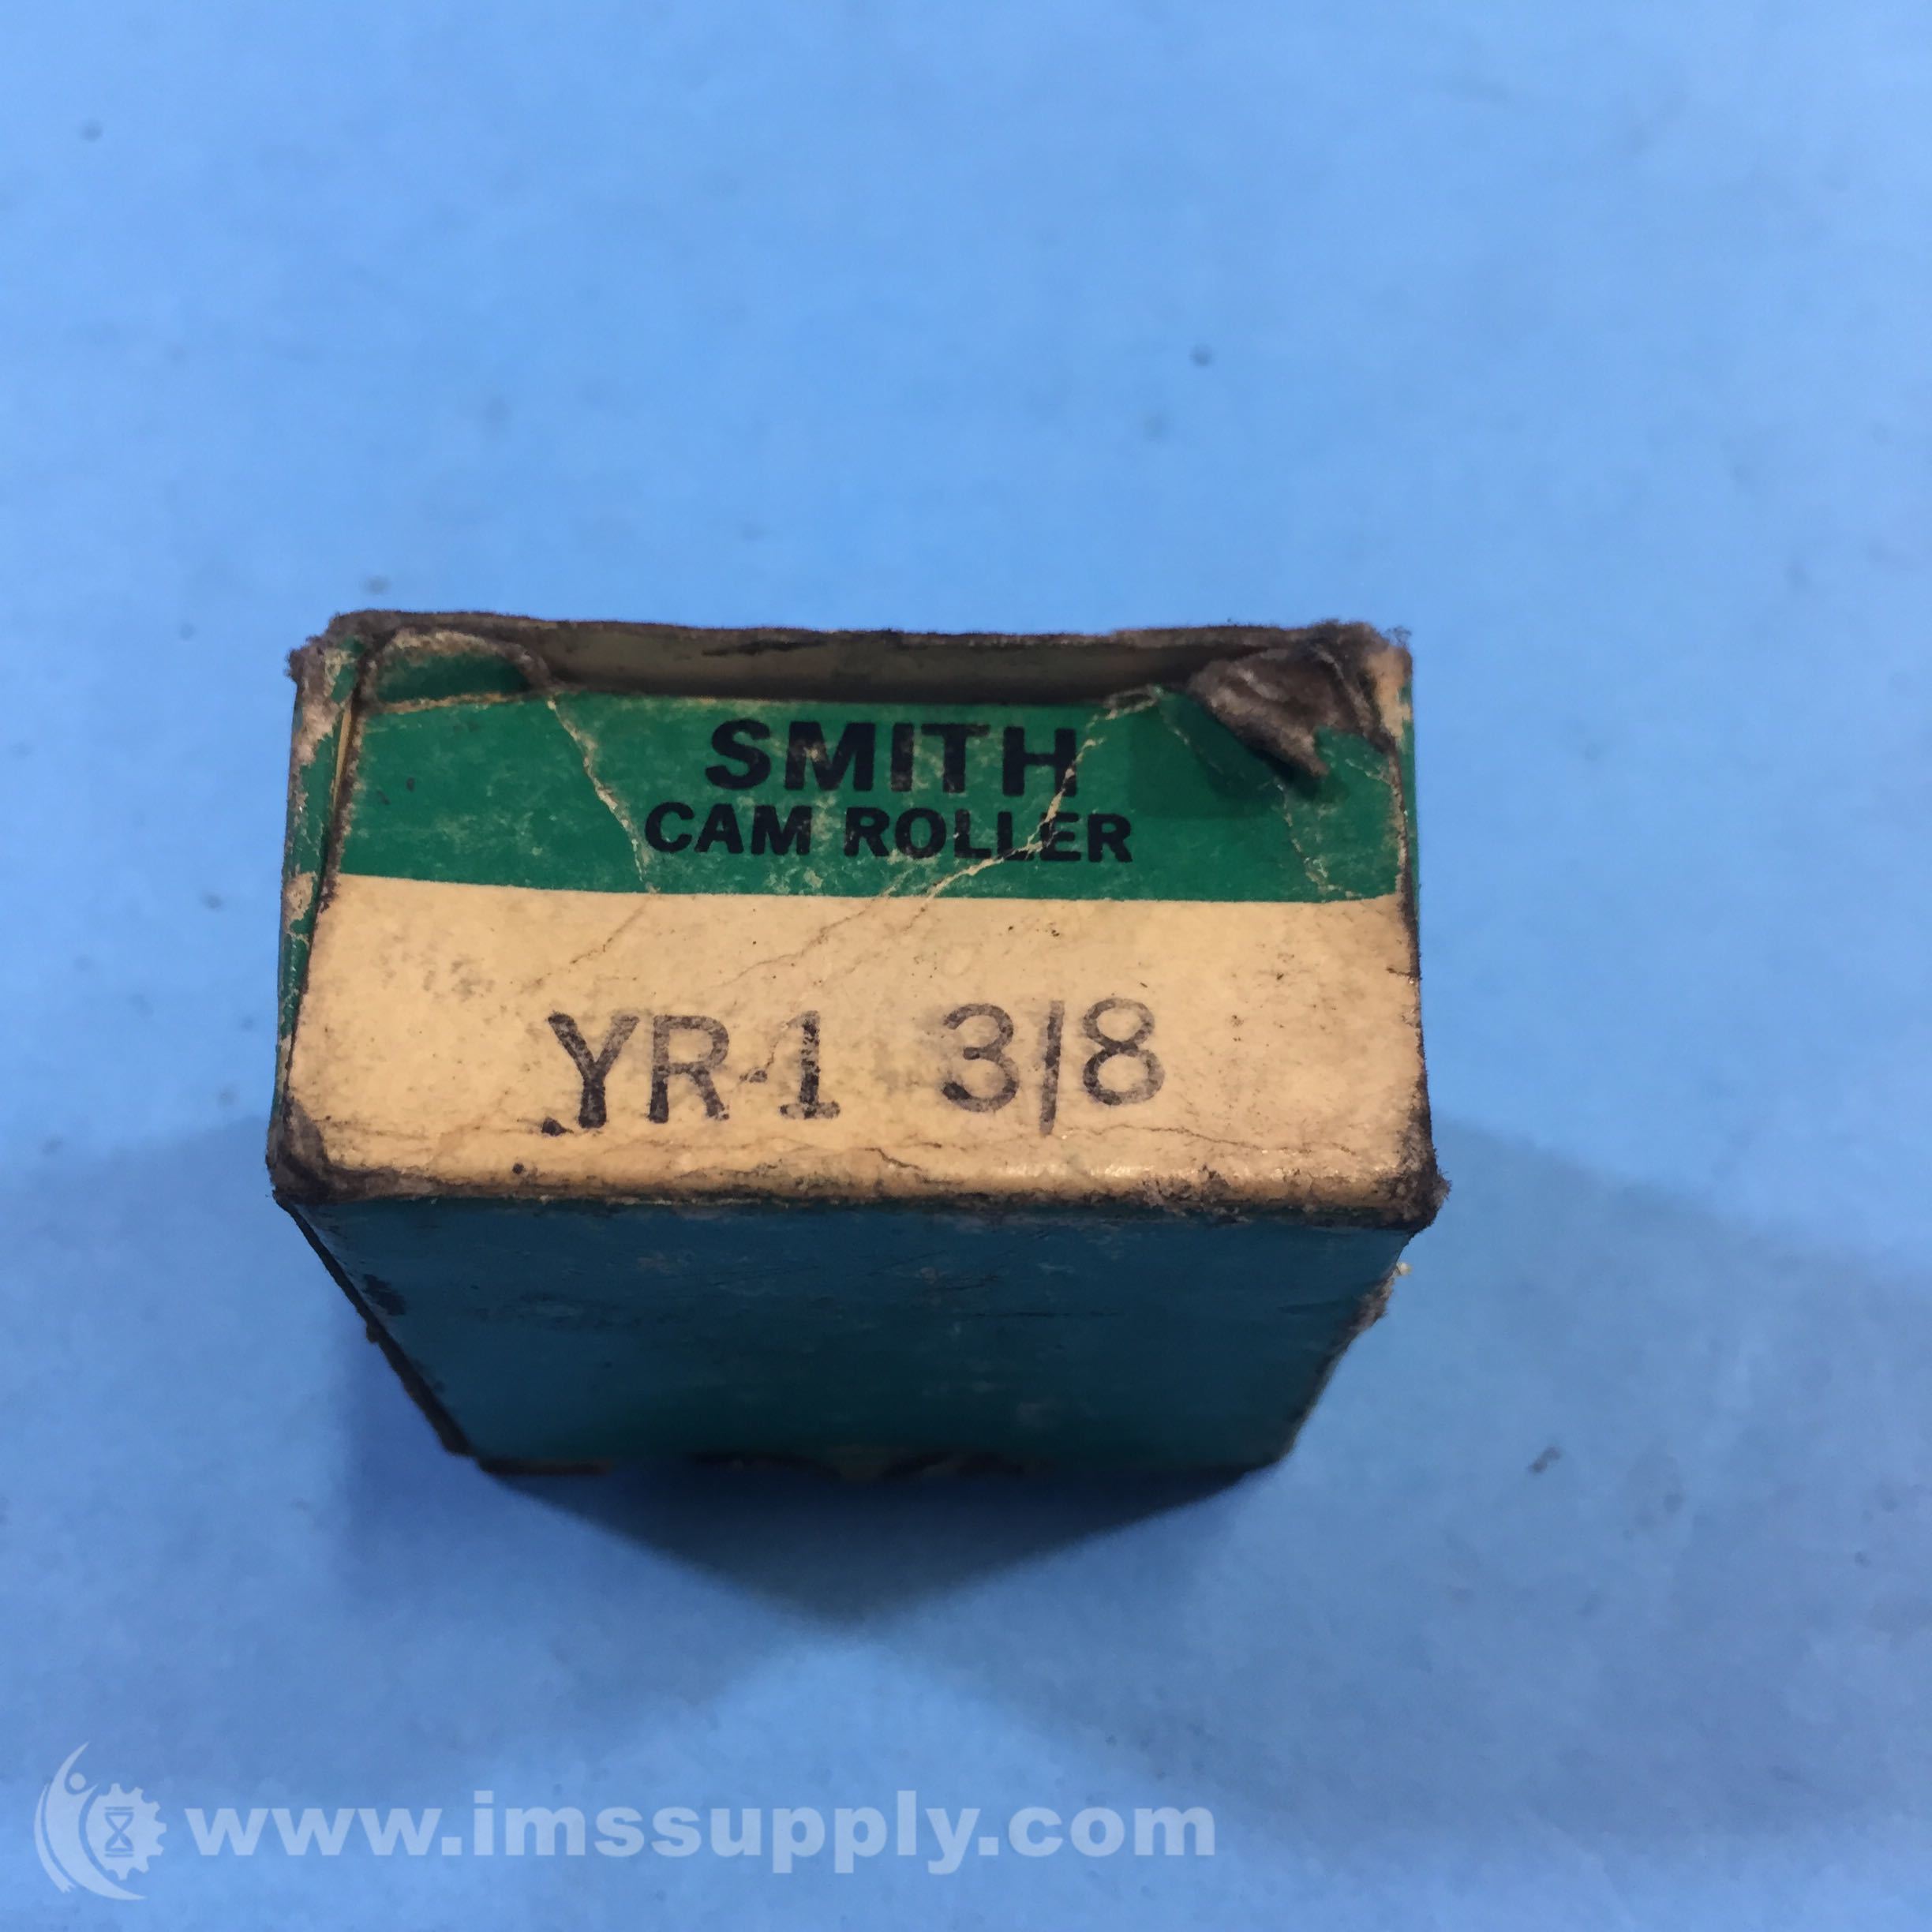 SMITH
CAM ROLLER
YR-1 3/8
www.imssupply.com